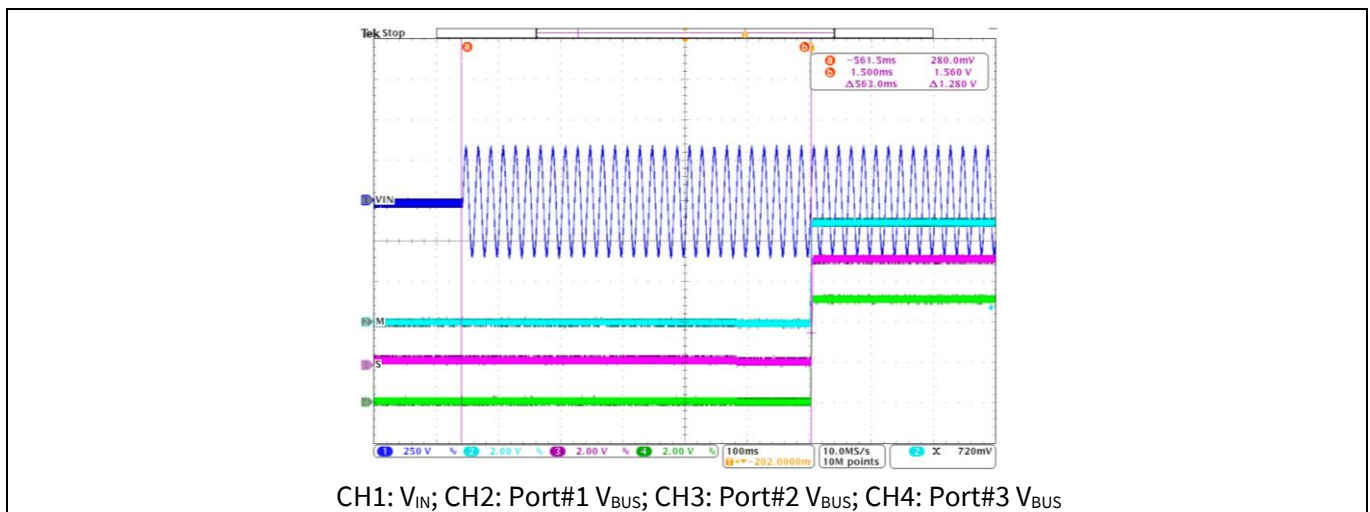 Tek Stop
a
b
a -561.5ms 280.0mV
b 1.500ms 1.560 V
Δ563.0ms Δ1.280 V
VIN
M
S
1 250 V 2 2.00 V 3 2.00 V 4 2.00 V 100ms 10.0MS/s 2 X 720mV
T→▼-202.0000m 10M points
CH1: VIN; CH2: Port#1 VBUS; CH3: Port#2 VBUS; CH4: Port#3 VBUS